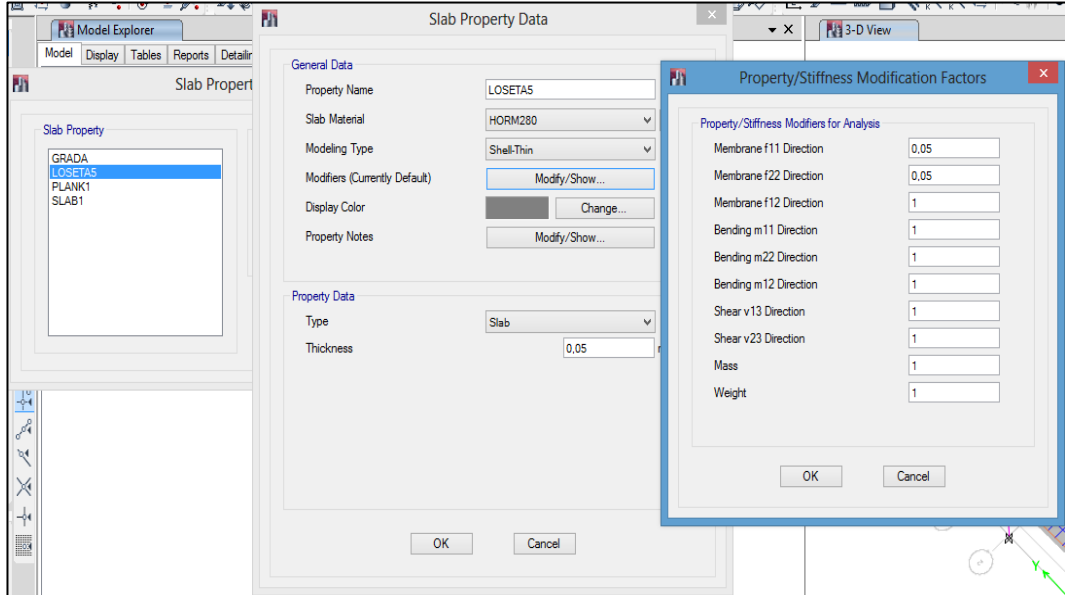 Model Explorer
Model Display Tables Reports
Slab Property
GRADA
LOSETA5
PLANK1
SLAB1
Slab Property Data
General Data
Property Name LOSETA5
Slab Material HORM280
Modeling Type Shell-Thin
Modifiers (Currently Default) Modify/Show...
Display Color Change...
Property Notes Modify/Show...
Property Data
Type Slab
Thickness 0,05
OK Cancel
3-D View
Property/Stiffness Modification Factors
Property/Stiffness Modifiers for Analysis
Membrane f11 Direction 0,05
Membrane f22 Direction 0,05
Membrane f12 Direction 1
Bending m11 Direction 1
Bending m22 Direction 1
Bending m12 Direction 1
Shear v13 Direction 1
Shear v23 Direction 1
Mass 1
Weight 1
OK Cancel
Y